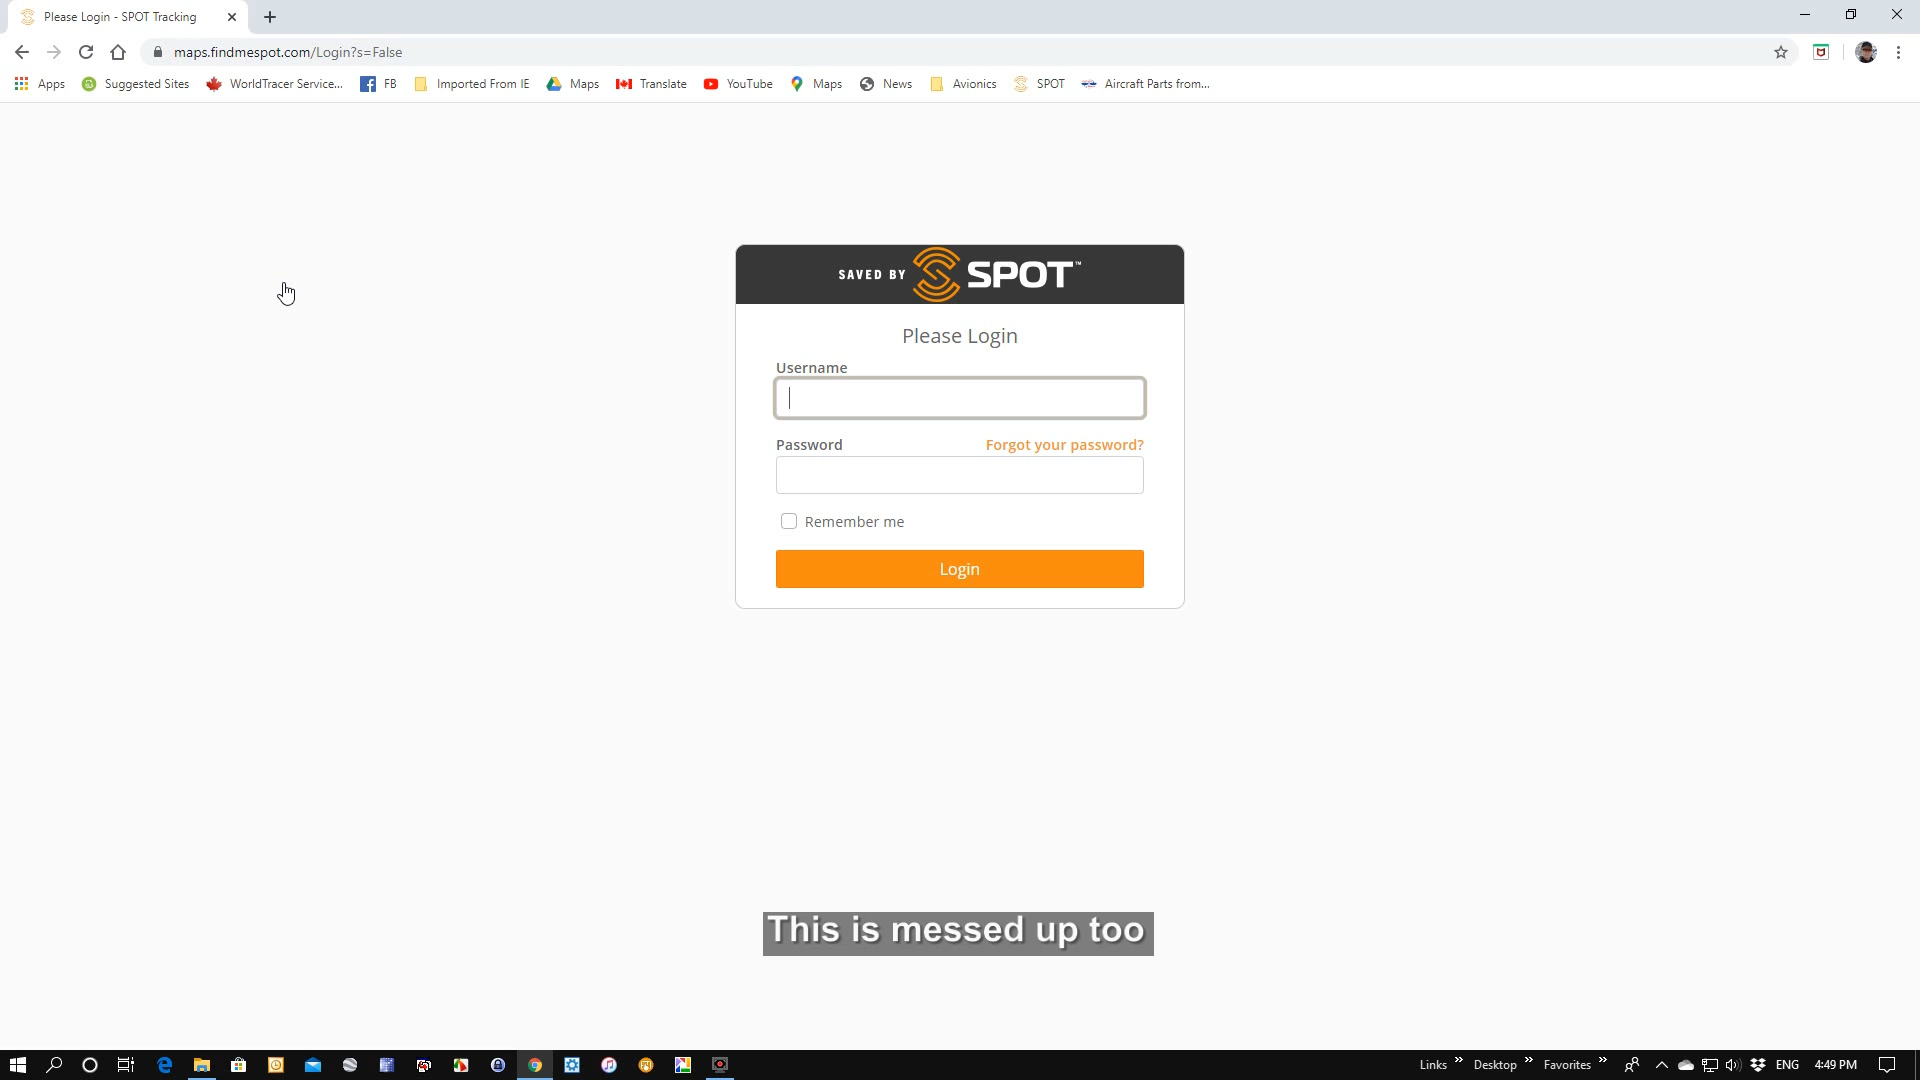 Please Login - SPOT Tracking
maps.findmespot.com/Login?s=False
Apps Suggested Sites WorldTracer Service... FB Imported From IE Maps Translate YouTube Maps News Avionics SPOT Aircraft Parts from...
SAVED BY SPOT™
Please Login
Username
Password Forgot your password?
Remember me
Login
This is messed up too
Links » Desktop » Favorites » ENG 4:49 PM